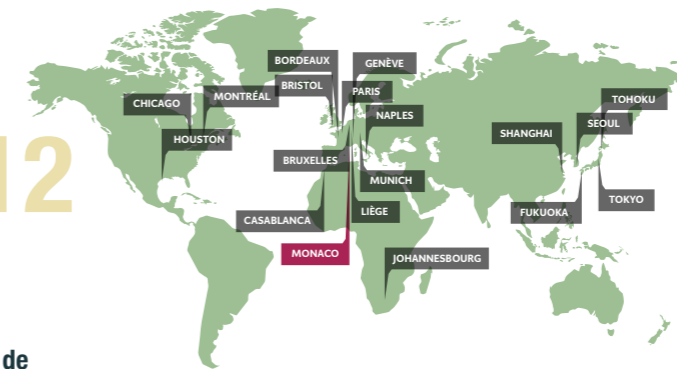 BORDEAUX
GENÈVE
BRISTOL
PARIS
CHICAGO
MONTRÉAL
TOHOKU
NAPLES
SEOUL
HOUSTON
SHANGHAI
BRUXELLES
MUNICH
12
TOKYO
LIÈGE
FUKUOKA
CASABLANCA
MONACO
JOHANNESBOURG
de